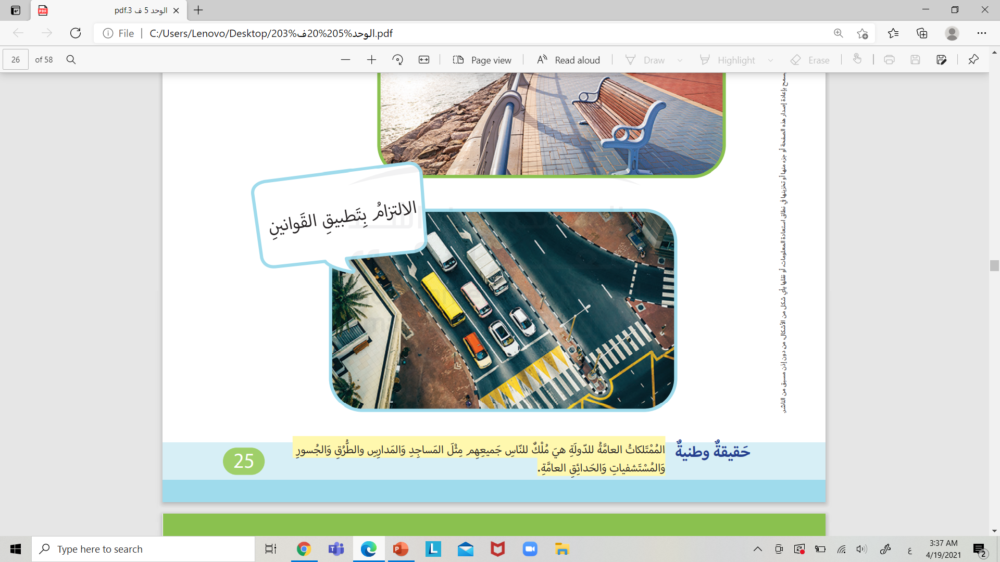 الوحد 5 ف 3.pdf
File
C:/Users/Lenovo/Desktop/الوحد%205%20ف%203.pdf
26 of 58
Page view
Read aloud
Draw
Highlight
Erase
يسمح بإعادة إصدار هذه الصفحة أو جزء منها أو تخزينها في نطاق استعادة المعلومات، أو نقلها بأي شكل من الأشكال، من دون إذن مسبق من الناشر.
الالتزامُ بِتَطبيقِ القَوانينِ
حَقيقةٌ وطنيةٌ
المُمْتَلكاتُ العامَّةُ للدّولَةِ هيَ مُلْكٌ للنّاسِ جَميعِهِم مِثْلَ المَساجِدِ وَالمَدارِسِ والطُّرُقِ وَالجُسورِ
وَالمُسْتَشفياتِ وَالحَدائِقِ العامَّةِ.
25
Type here to search
ع
3:37 AM
4/19/2021
2